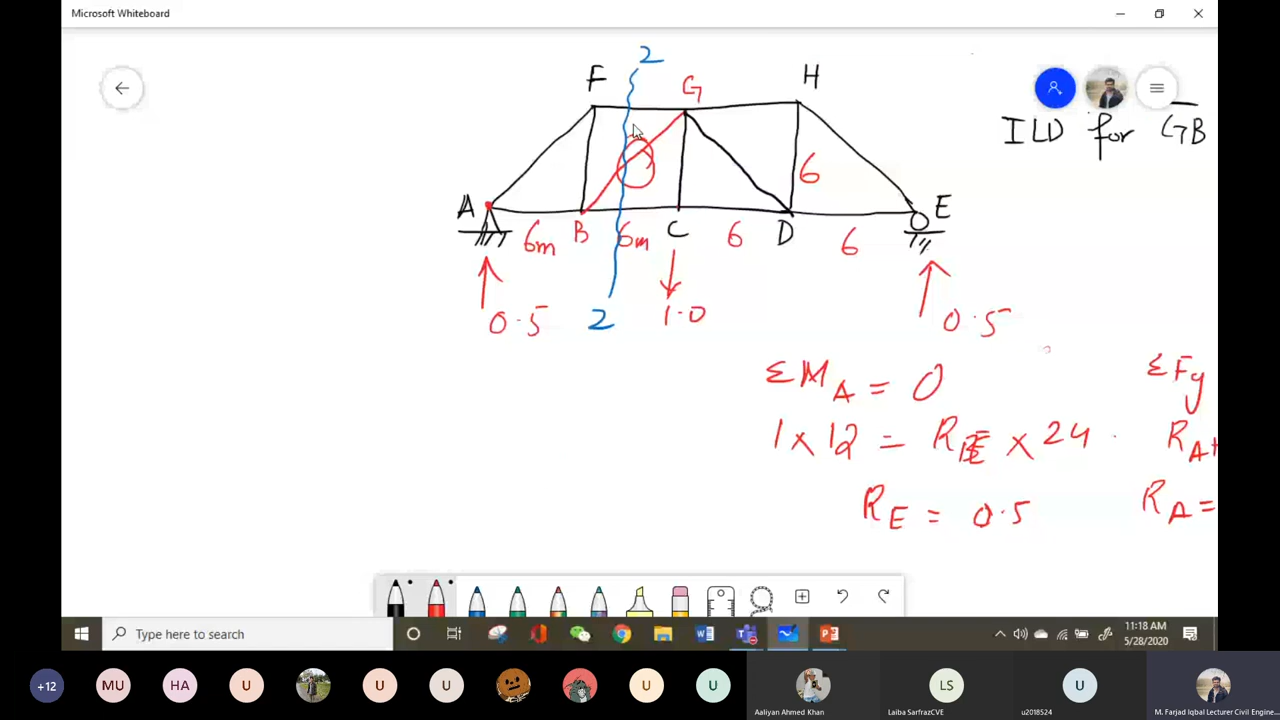 Microsoft Whiteboard
2
F
G
H
ILD for GB
6
A
E
6m
B
6m
C
6
D
6
0.5
2
1.0
0.5
ΣMA = 0
ΣFy
1 x 12 = RE x 24
RA+
RE = 0.5
RA =
Type here to search
11:18 AM
5/28/2020
+12
MU
HA
U
U
U
U
U
LS
U
Aaliyan Ahmed Khan
Laiba SarfrazCVE
u2018524
M. Farjad Iqbal Lecturer Civil Engine...